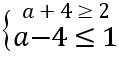 a + 4 ≥ 2
a−4 ≤ 1